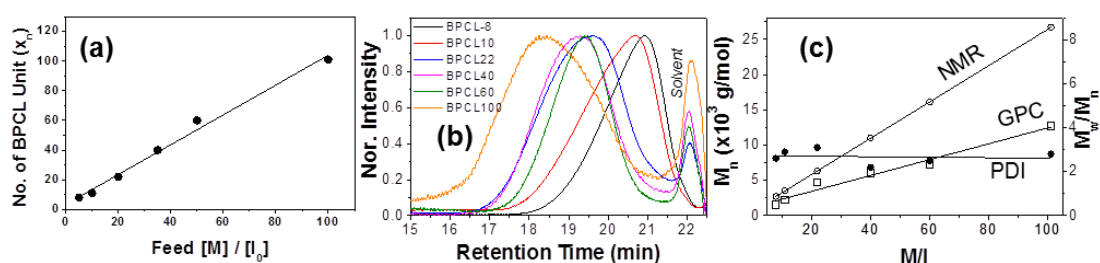 (a)
No. of BPCL Unit (xn)
120
100
80
60
40
20
0
0 20 40 60 80 100
Feed [M] / [I0]
(b)
Nor. Intensity
1.0
0.8
0.6
0.4
0.2
0.0
BPCL-8
BPCL10
BPCL22
BPCL40
BPCL60
BPCL100
Solvent
15 16 17 18 19 20 21 22
Retention Time (min)
(c)
Mn (x10³ g/mol)
25
20
15
10
5
0
NMR
GPC
PDI
8
6
4
2
0
Mw/Mn
20 40 60 80 100
M/I